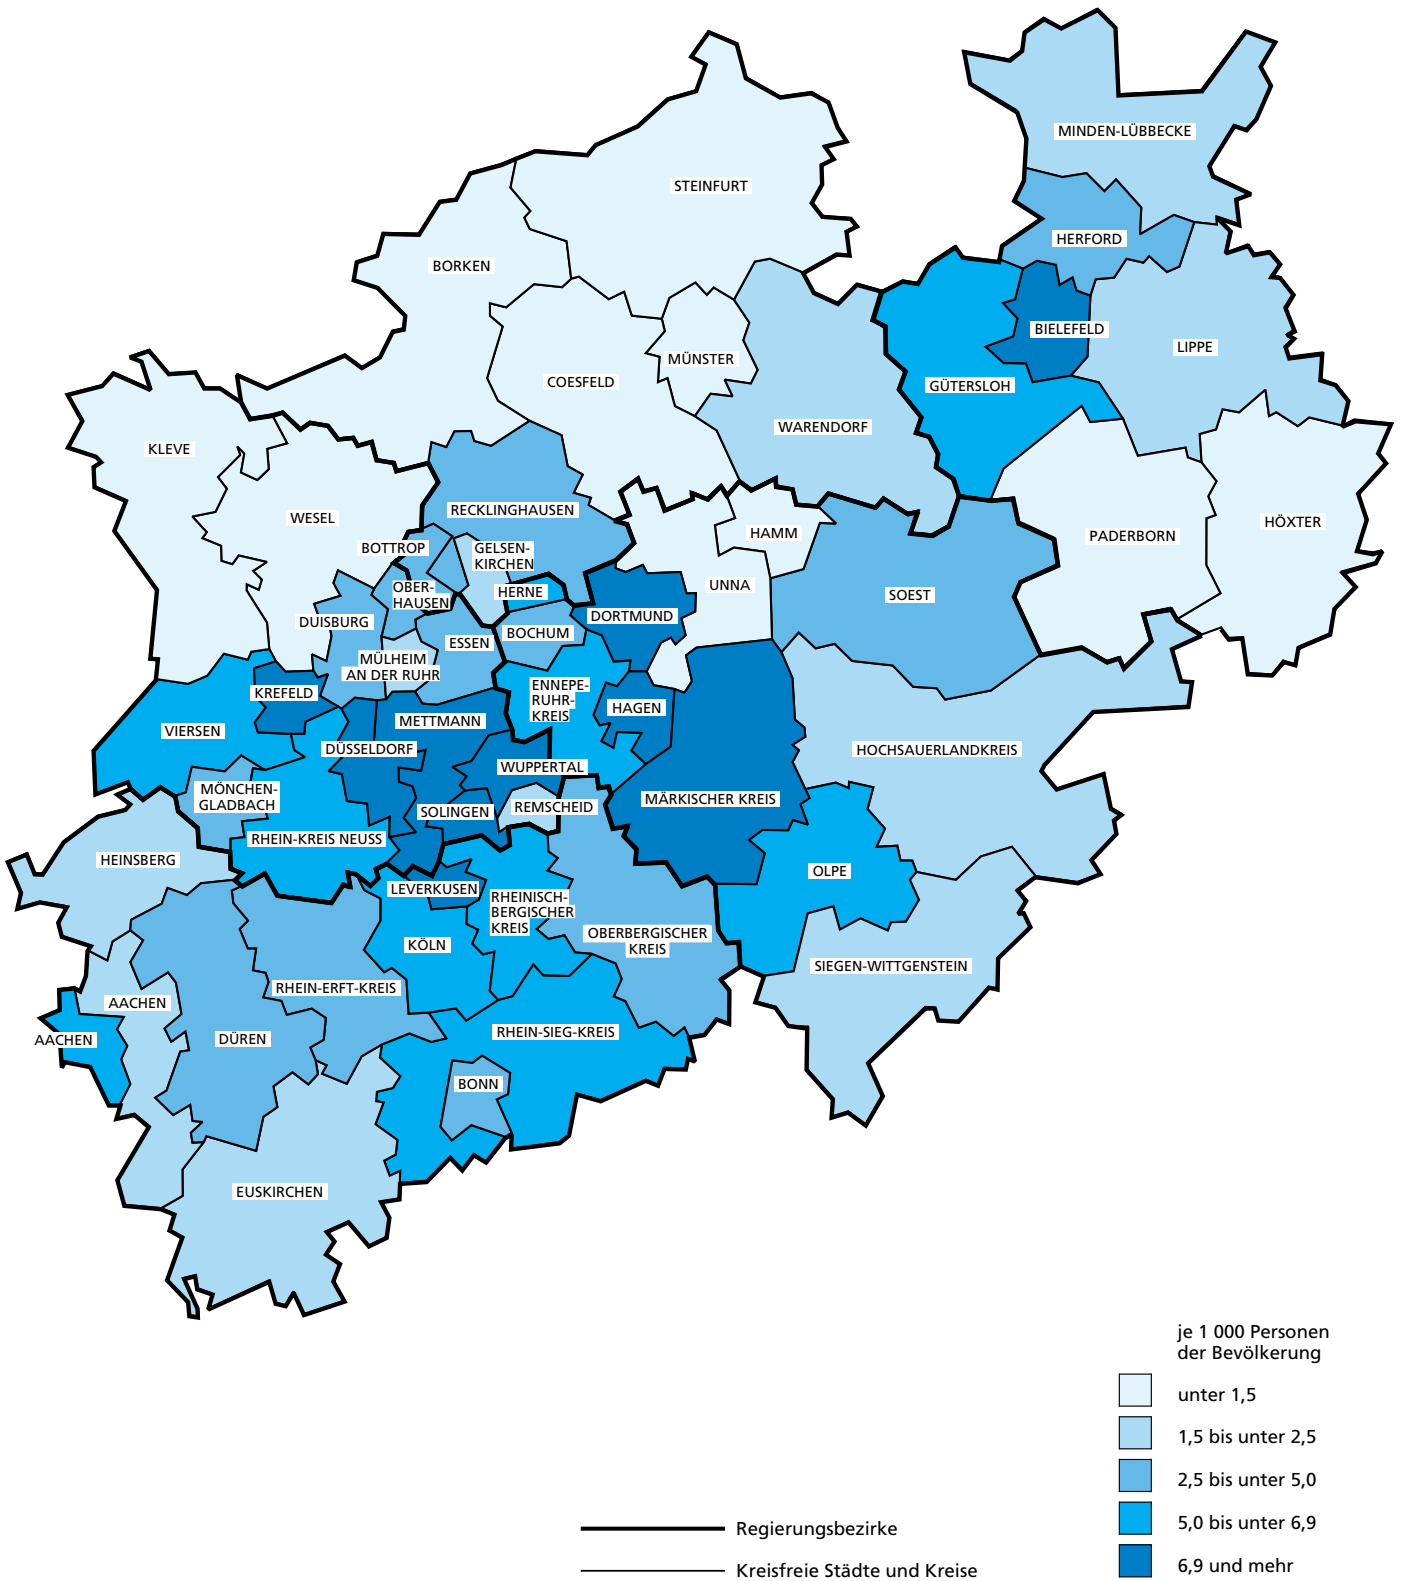 MINDEN-LÜBBECKE
STEINFURT
HERFORD
BORKEN
BIELEFELD
LIPPE
MÜNSTER
COESFELD
GÜTERSLOH
WARENDORF
KLEVE
RECKLINGHAUSEN
WESEL
HÖXTER
HAMM
PADERBORN
BOTTROP
GELSEN-
KIRCHEN
UNNA
OBER-
HAUSEN
HERNE
SOEST
DORTMUND
DUISBURG
BOCHUM
ESSEN
MÜLHEIM
AN DER RUHR
KREFELD
ENNEPE-
RUHR-
KREIS
HAGEN
METTMANN
VIERSEN
DÜSSELDORF
HOCHSAUERLANDKREIS
WUPPERTAL
MÖNCHEN-
GLADBACH
MÄRKISCHER KREIS
REMSCHEID
SOLINGEN
RHEIN-KREIS NEUSS
HEINSBERG
OLPE
LEVERKUSEN
RHEINISCH-
BERGISCHER
KREIS
OBERBERGISCHER
KREIS
KÖLN
SIEGEN-WITTGENSTEIN
RHEIN-ERFT-KREIS
AACHEN
RHEIN-SIEG-KREIS
AACHEN
DÜREN
BONN
EUSKIRCHEN
je 1 000 Personen
der Bevölkerung
unter 1,5
1,5 bis unter 2,5
2,5 bis unter 5,0
5,0 bis unter 6,9
6,9 und mehr
Regierungsbezirke
Kreisfreie Städte und Kreise